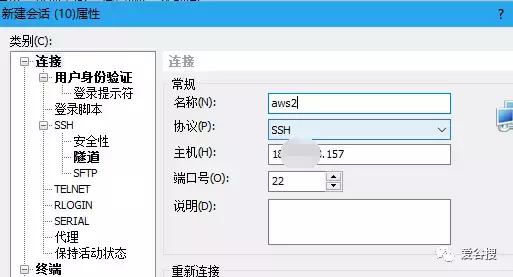 新建会话 (10)属性
?
类别(C):
连接
用户身份验证
登录提示符
登录脚本
SSH
安全性
隧道
SFTP
TELNET
RLOGIN
SERIAL
代理
保持活动状态
终端
连接
常规
名称(N): aws2
协议(P): SSH
主机(H): 18 .157
端口号(O): 22
说明(D):
重新连接
爱谷搜